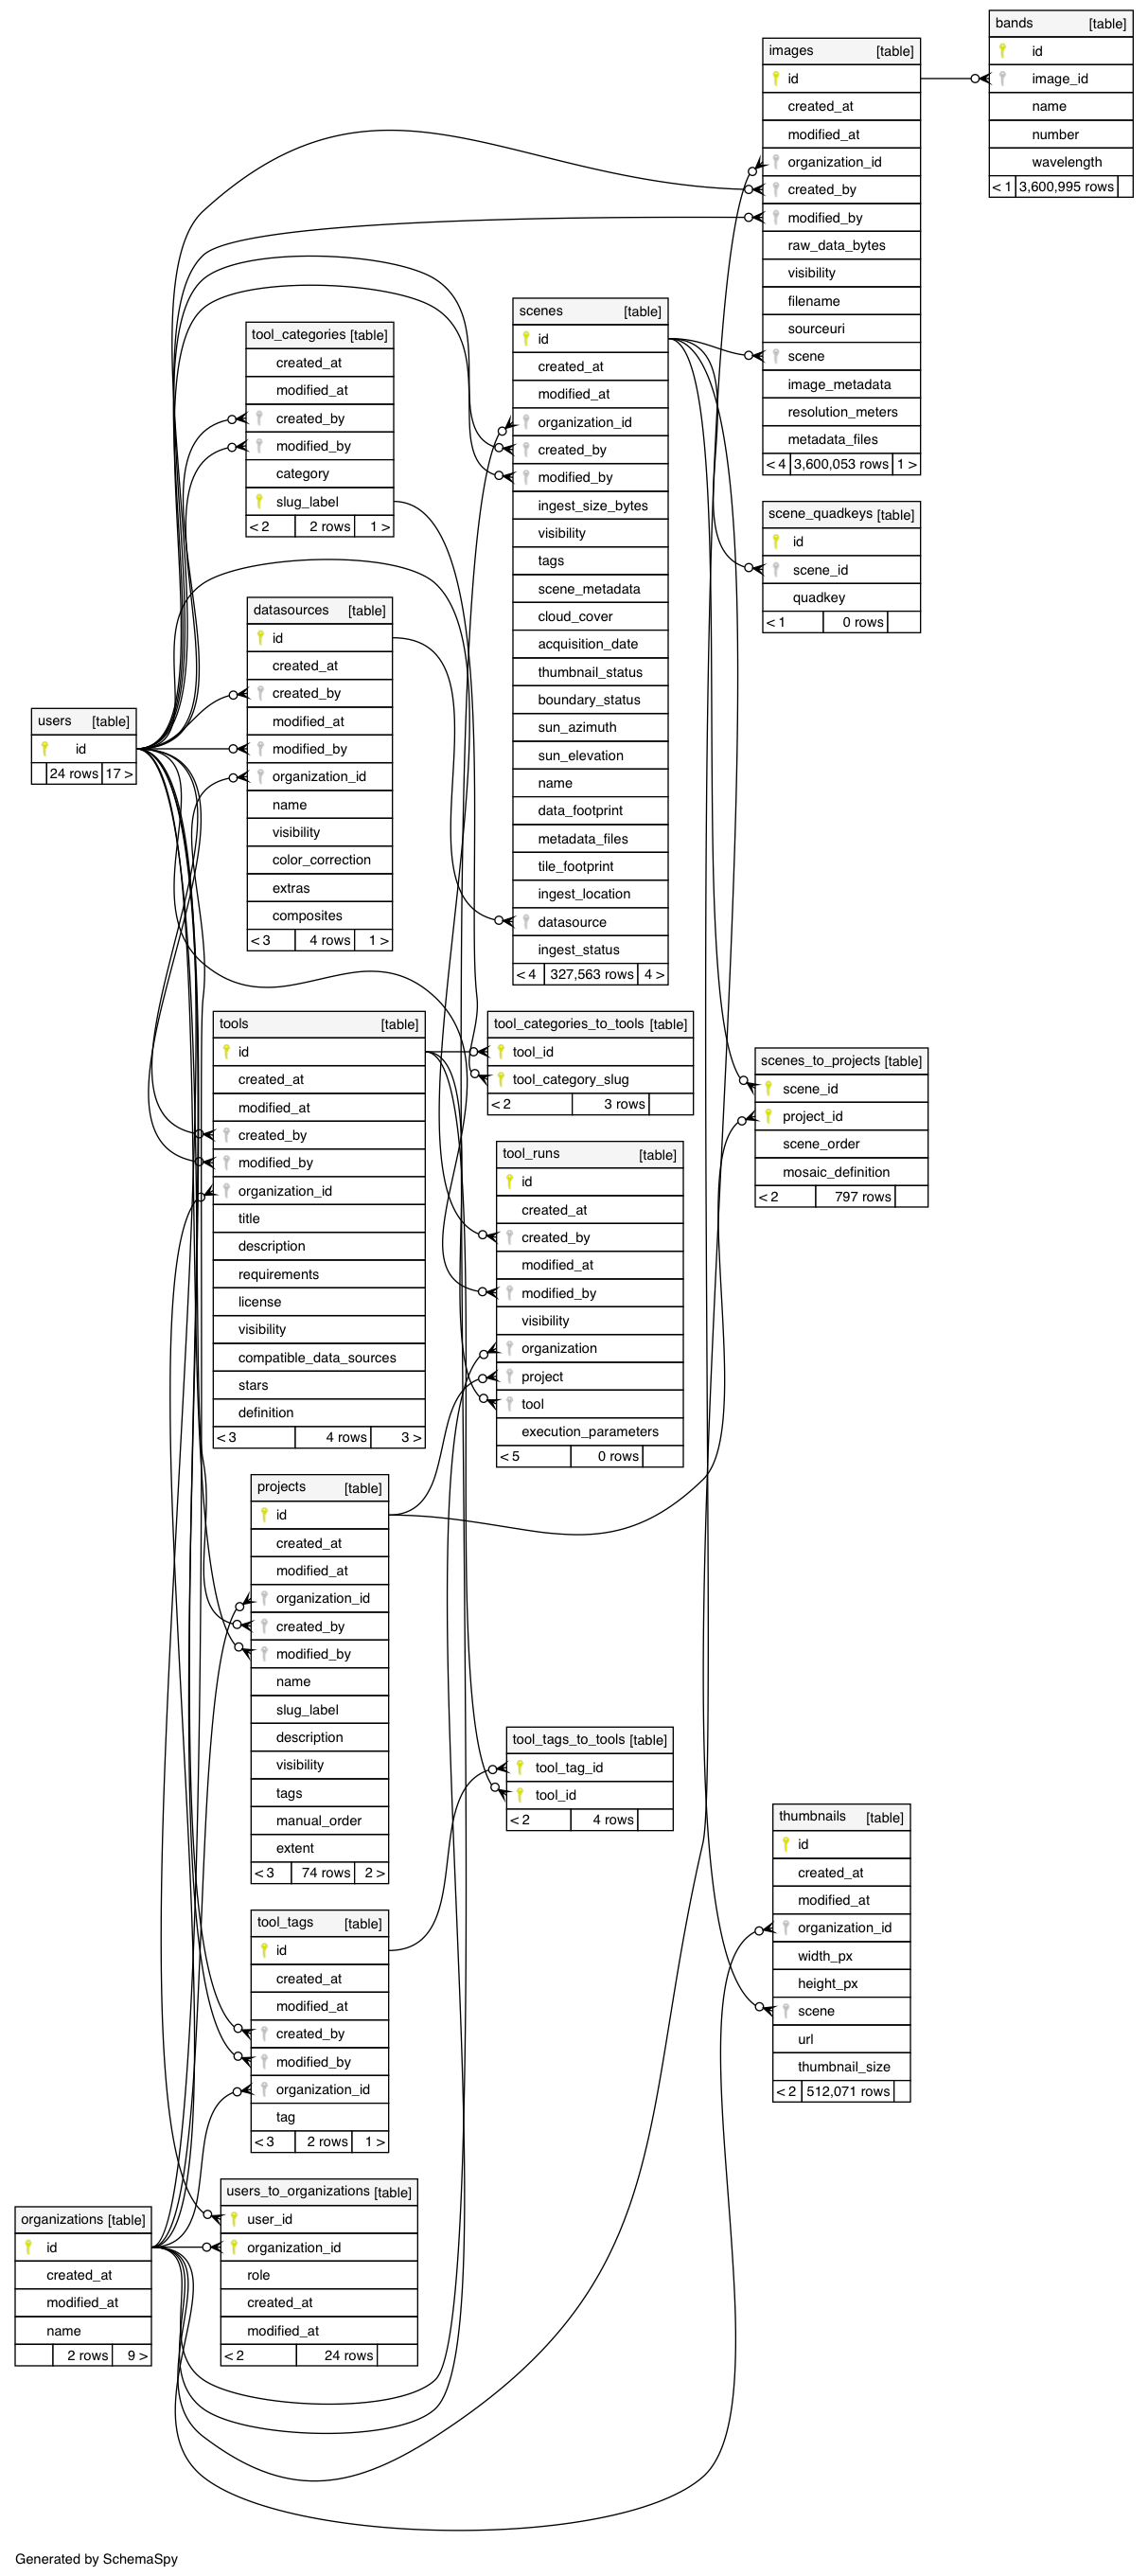 bands [table]
id
image_id
name
number
wavelength
< 1 3,600,995 rows
images [table]
id
created_at
modified_at
organization_id
created_by
modified_by
raw_data_bytes
visibility
filename
sourceuri
scene
image_metadata
resolution_meters
metadata_files
< 4 3,600,053 rows 1 >
scenes [table]
id
created_at
modified_at
organization_id
created_by
modified_by
ingest_size_bytes
visibility
tags
scene_metadata
cloud_cover
acquisition_date
thumbnail_status
boundary_status
sun_azimuth
sun_elevation
name
data_footprint
metadata_files
tile_footprint
ingest_location
datasource
ingest_status
< 4 327,563 rows 4 >
tool_categories [table]
created_at
modified_at
created_by
modified_by
category
slug_label
< 2 2 rows 1 >
scene_quadkeys [table]
id
scene_id
quadkey
< 1 0 rows
datasources [table]
id
created_at
created_by
modified_at
modified_by
organization_id
name
visibility
color_correction
extras
composites
< 3 4 rows 1 >
users [table]
id
24 rows 17 >
tools [table]
id
created_at
modified_at
created_by
modified_by
organization_id
title
description
requirements
license
visibility
compatible_data_sources
stars
definition
< 3 4 rows 3 >
tool_categories_to_tools [table]
tool_id
tool_category_slug
< 2 3 rows
scenes_to_projects [table]
scene_id
project_id
scene_order
mosaic_definition
< 2 797 rows
tool_runs [table]
id
created_at
created_by
modified_at
modified_by
visibility
organization
project
tool
execution_parameters
< 5 0 rows
projects [table]
id
created_at
modified_at
organization_id
created_by
modified_by
name
slug_label
description
visibility
tags
manual_order
extent
< 3 74 rows 2 >
tool_tags_to_tools [table]
tool_tag_id
tool_id
< 2 4 rows
thumbnails [table]
id
created_at
modified_at
organization_id
width_px
height_px
scene
url
thumbnail_size
< 2 512,071 rows
tool_tags [table]
id
created_at
modified_at
created_by
modified_by
organization_id
tag
< 3 2 rows 1 >
users_to_organizations [table]
user_id
organization_id
role
created_at
modified_at
< 2 24 rows
organizations [table]
id
created_at
modified_at
name
2 rows 9 >
Generated by SchemaSpy